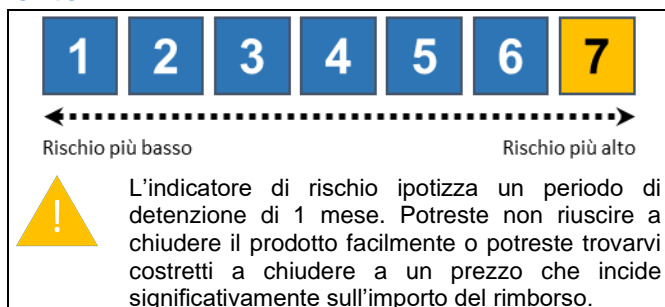 1 2 3 4 5 6 7
Rischio più basso Rischio più alto
!
L'indicatore di rischio ipotizza un periodo di
detenzione di 1 mese. Potreste non riuscire a
chiudere il prodotto facilmente o potreste trovarvi
costretti a chiudere a un prezzo che incide
significativamente sull'importo del rimborso.